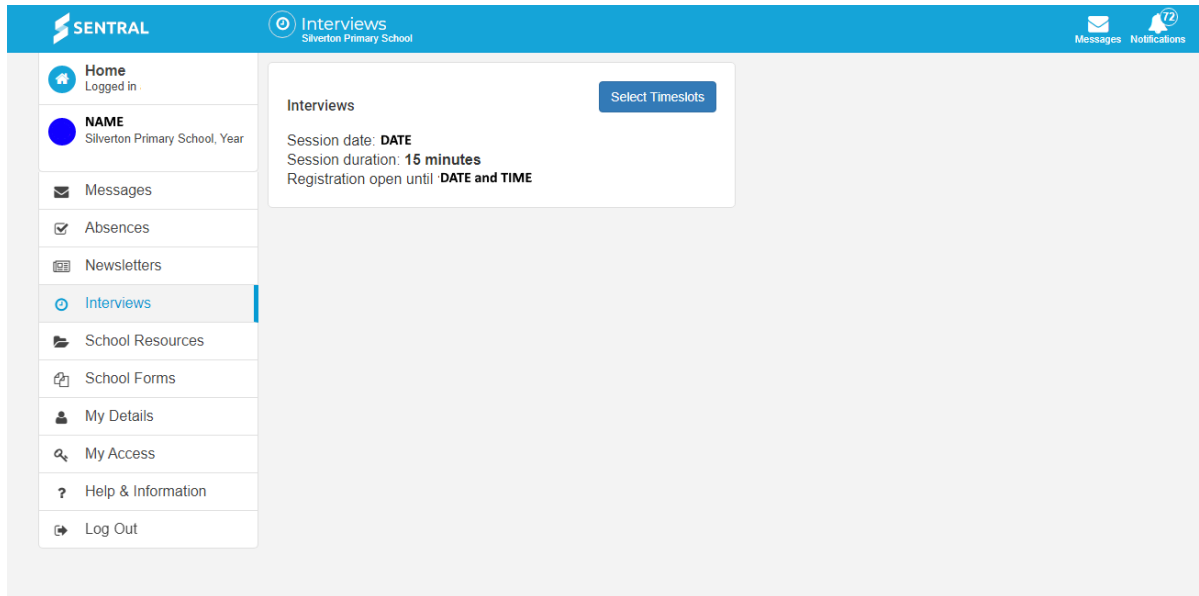 SENTRAL
Interviews
Silverton Primary School
72
Messages Notifications
Home
Logged in
NAME
Silverton Primary School, Year
Messages
Absences
Newsletters
Interviews
School Resources
School Forms
My Details
My Access
? Help & Information
Log Out
Interviews
Select Timeslots
Session date: DATE
Session duration: 15 minutes
Registration open until DATE and TIME